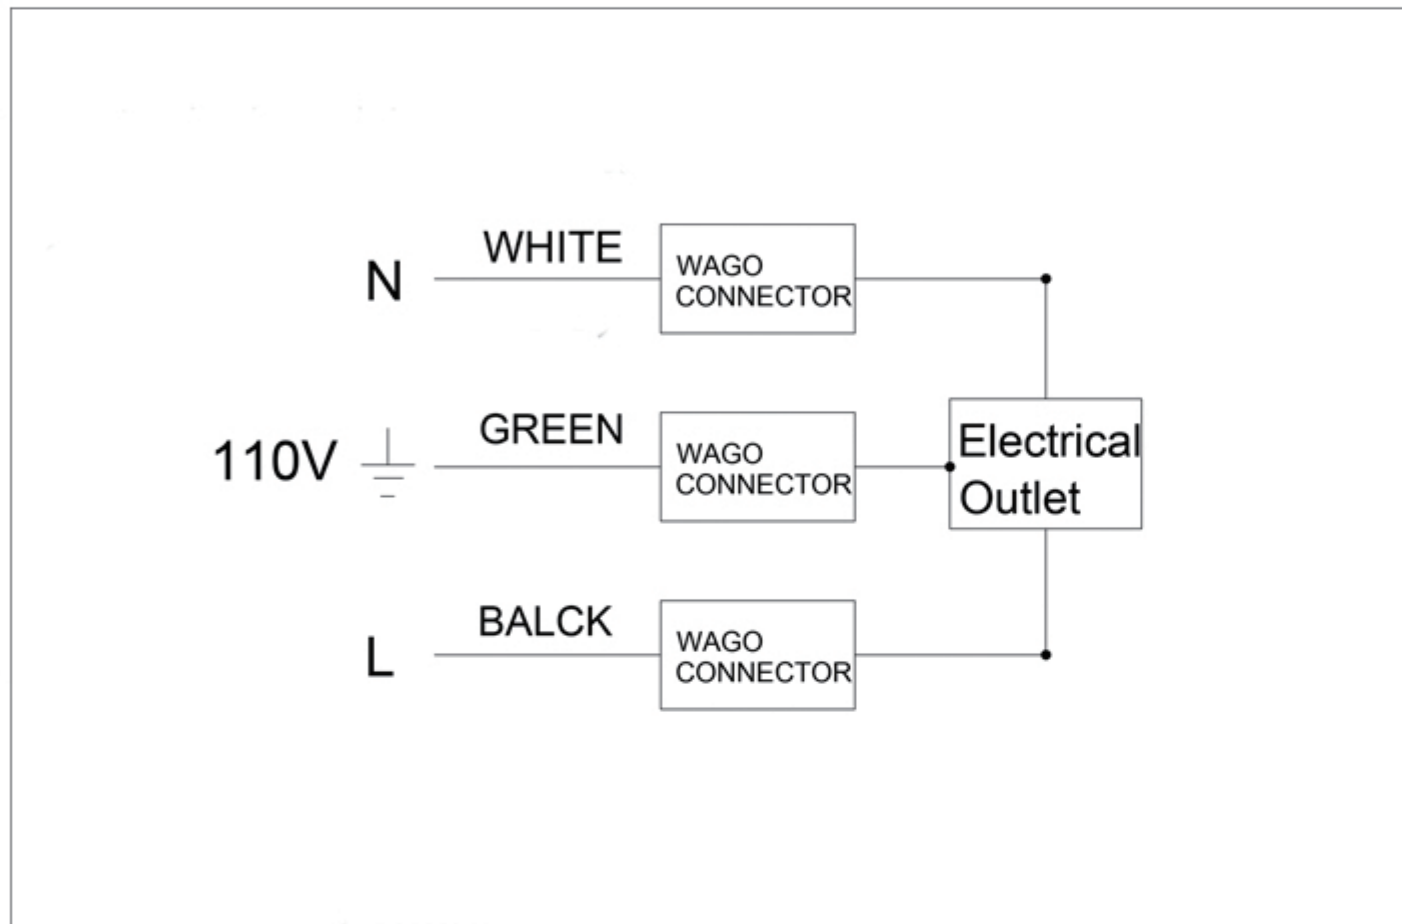 N
WHITE
WAGO
CONNECTOR
110V
GREEN
WAGO
CONNECTOR
Electrical
Outlet
L
BALCK
WAGO
CONNECTOR